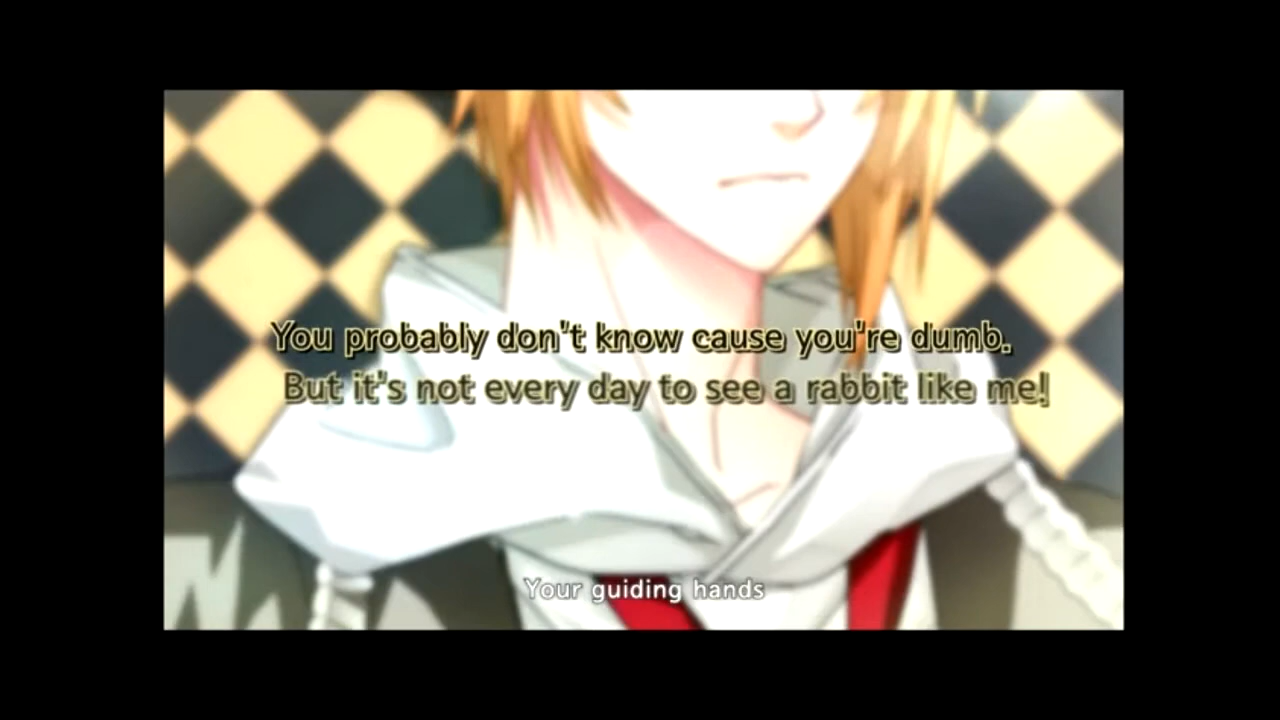 You probably don't know cause you're dumb.
But it's not every day to see a rabbit like me!
Your guiding hands